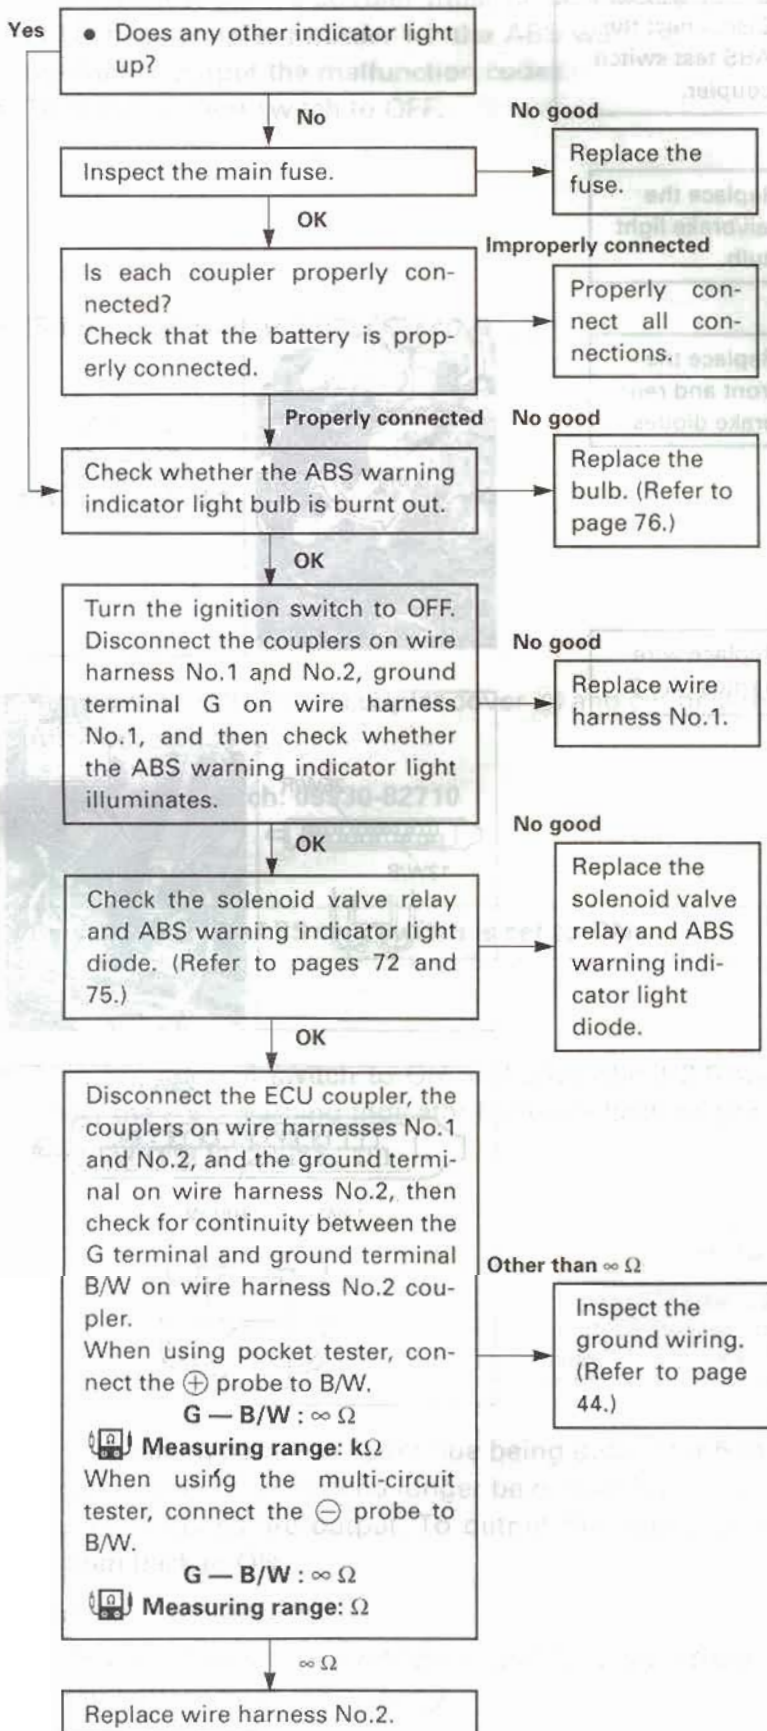 Yes
• Does any other indicator light
up?
No
No good
Inspect the main fuse.
Replace the
fuse.
OK
Improperly connected
Is each coupler properly con-
nected?
Check that the battery is prop-
erly connected.
Properly con-
nect all con-
nections.
Properly connected
No good
Check whether the ABS warning
indicator light bulb is burnt out.
Replace the
bulb. (Refer to
page 76.)
OK
Turn the ignition switch to OFF.
Disconnect the couplers on wire
harness No.1 and No.2, ground
terminal G on wire harness
No.1, and then check whether
the ABS warning indicator light
illuminates.
No good
Replace wire
harness No.1.
OK
No good
Check the solenoid valve relay
and ABS warning indicator light
diode. (Refer to pages 72 and
75.)
Replace the
solenoid valve
relay and ABS
warning indi-
cator light
diode.
OK
Disconnect the ECU coupler, the
couplers on wire harnesses No.1
and No.2, and the ground termi-
nal on wire harness No.2, then
check for continuity between the
G terminal and ground terminal
B/W on wire harness No.2 cou-
pler.
When using pocket tester, con-
nect the ⊕ probe to B/W.
G — B/W : ∞ Ω
Measuring range: kΩ
When using the multi-circuit
tester, connect the ⊖ probe to
B/W.
G — B/W : ∞ Ω
Measuring range: Ω
Other than ∞ Ω
Inspect the
ground wiring.
(Refer to page
44.)
∞ Ω
Replace wire harness No.2.